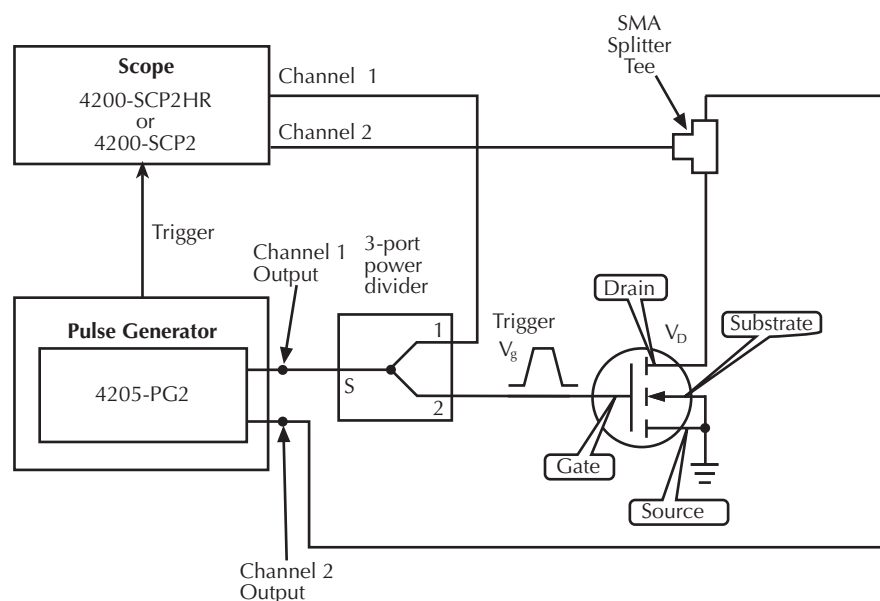 SMA
Splitter
Tee
Scope
4200-SCP2HR
or
4200-SCP2
Channel 1
Channel 2
Trigger
Channel 1
Output
3-port
power
divider
Pulse Generator
4205-PG2
S
1
2
Trigger
Vg
Drain
VD
Substrate
Gate
Source
Channel 2
Output